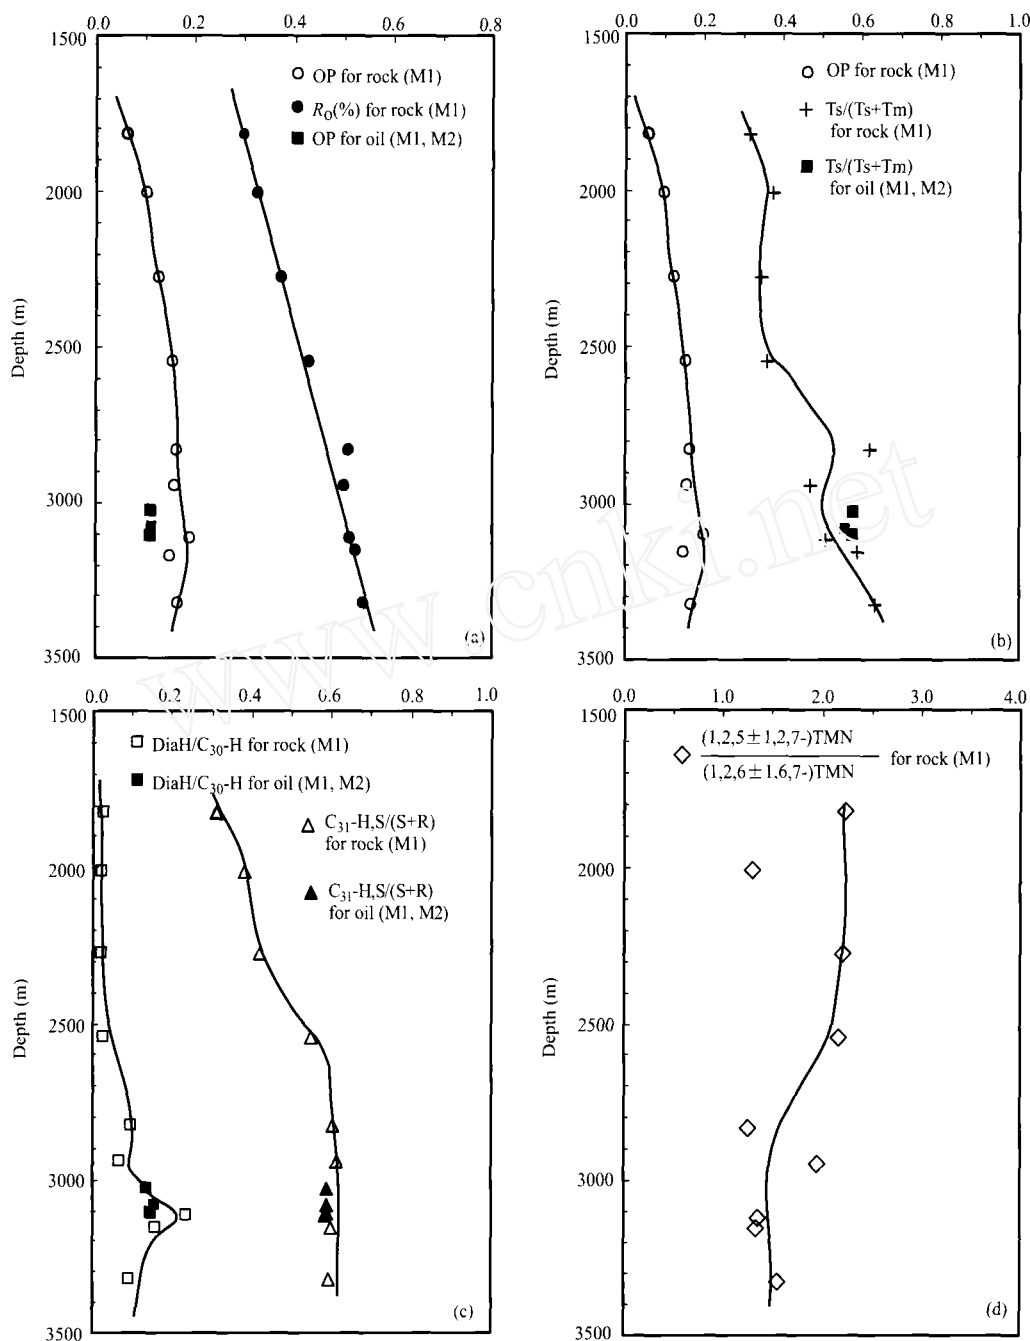 0.0 0.2 0.4 0.6 0.8
1500
2000
2500
3000
3500
Depth (m)
OP for rock (M1)
R_O(%) for rock (M1)
OP for oil (M1, M2)
(a)
0.0 0.2 0.4 0.6 0.8 1.0
1500
2000
2500
3000
3500
Depth (m)
OP for rock (M1)
Ts/(Ts+Tm)
for rock (M1)
Ts/(Ts+Tm)
for oil (M1, M2)
(b)
0.0 0.2 0.4 0.6 0.8 1.0
1500
2000
2500
3000
3500
Depth (m)
DiaH/C30-H for rock (M1)
DiaH/C30-H for oil (M1, M2)
C31-H,S/(S+R)
for rock (M1)
C31-H,S/(S+R)
for oil (M1, M2)
(c)
0.0 1.0 2.0 3.0 4.0
1500
2000
2500
3000
3500
Depth (m)
(1,2,5±1,2,7-)TMN
(1,2,6±1.6,7-)TMN
for rock (M1)
(d)
www.cnki.net